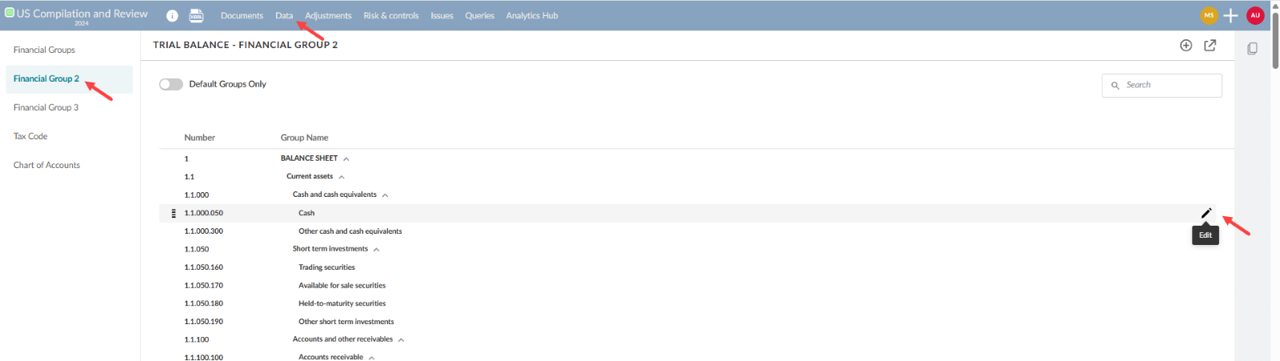 US Compilation and Review
2024
i
Documents Data Adjustments Risk & controls Issues Queries Analytics Hub
MS
AU
Financial Groups
Financial Group 2
Financial Group 3
Tax Code
Chart of Accounts
TRIAL BALANCE - FINANCIAL GROUP 2
Default Groups Only
Search
Number Group Name
1 BALANCE SHEET
1.1 Current assets
1.1.000 Cash and cash equivalents
1.1.000.050 Cash
Edit
1.1.000.300 Other cash and cash equivalents
1.1.050 Short term investments
1.1.050.160 Trading securities
1.1.050.170 Available for sale securities
1.1.050.180 Held-to-maturity securities
1.1.050.190 Other short term investments
1.1.100 Accounts and other receivables
1.1.100.100 Accounts receivable